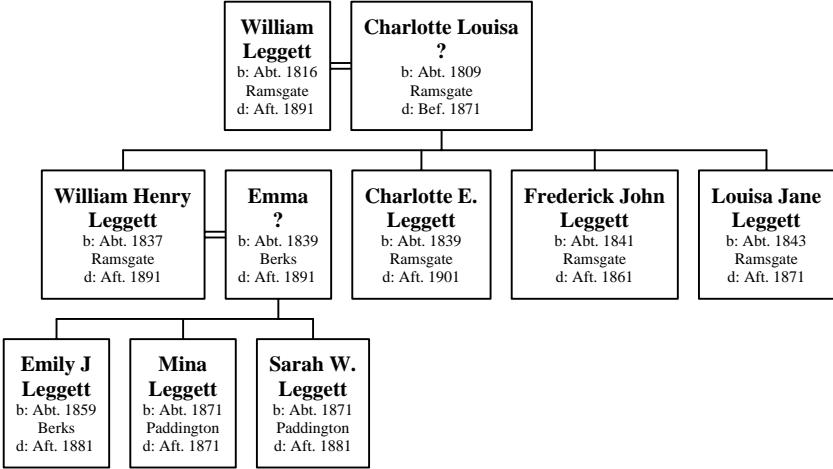 William
Leggett
b: Abt. 1816
Ramsgate
d: Aft. 1891
Charlotte Louisa
?
b: Abt. 1809
Ramsgate
d: Bef. 1871
William Henry
Leggett
b: Abt. 1837
Ramsgate
d: Aft. 1891
Emma
?
b: Abt. 1839
Berks
d: Aft. 1891
Charlotte E.
Leggett
b: Abt. 1839
Ramsgate
d: Aft. 1901
Frederick John
Leggett
b: Abt. 1841
Ramsgate
d: Aft. 1861
Louisa Jane
Leggett
b: Abt. 1843
Ramsgate
d: Aft. 1871
Emily J
Leggett
b: Abt. 1859
Berks
d: Aft. 1881
Mina
Leggett
b: Abt. 1871
Paddington
d: Aft. 1871
Sarah W.
Leggett
b: Abt. 1871
Paddington
d: Aft. 1881